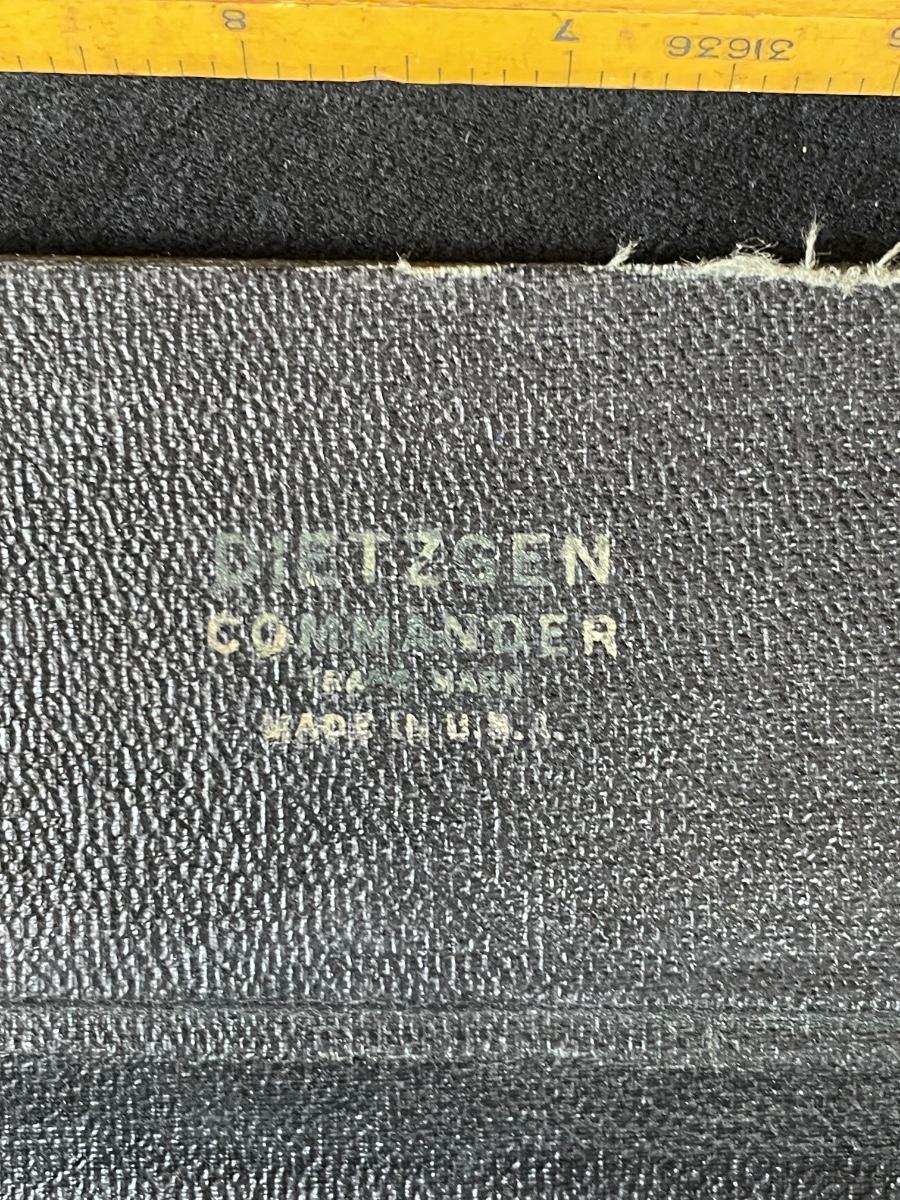 8 7 31636
DIETZGEN
COMMANDER
TRADE MARK
MADE IN U.S.A.